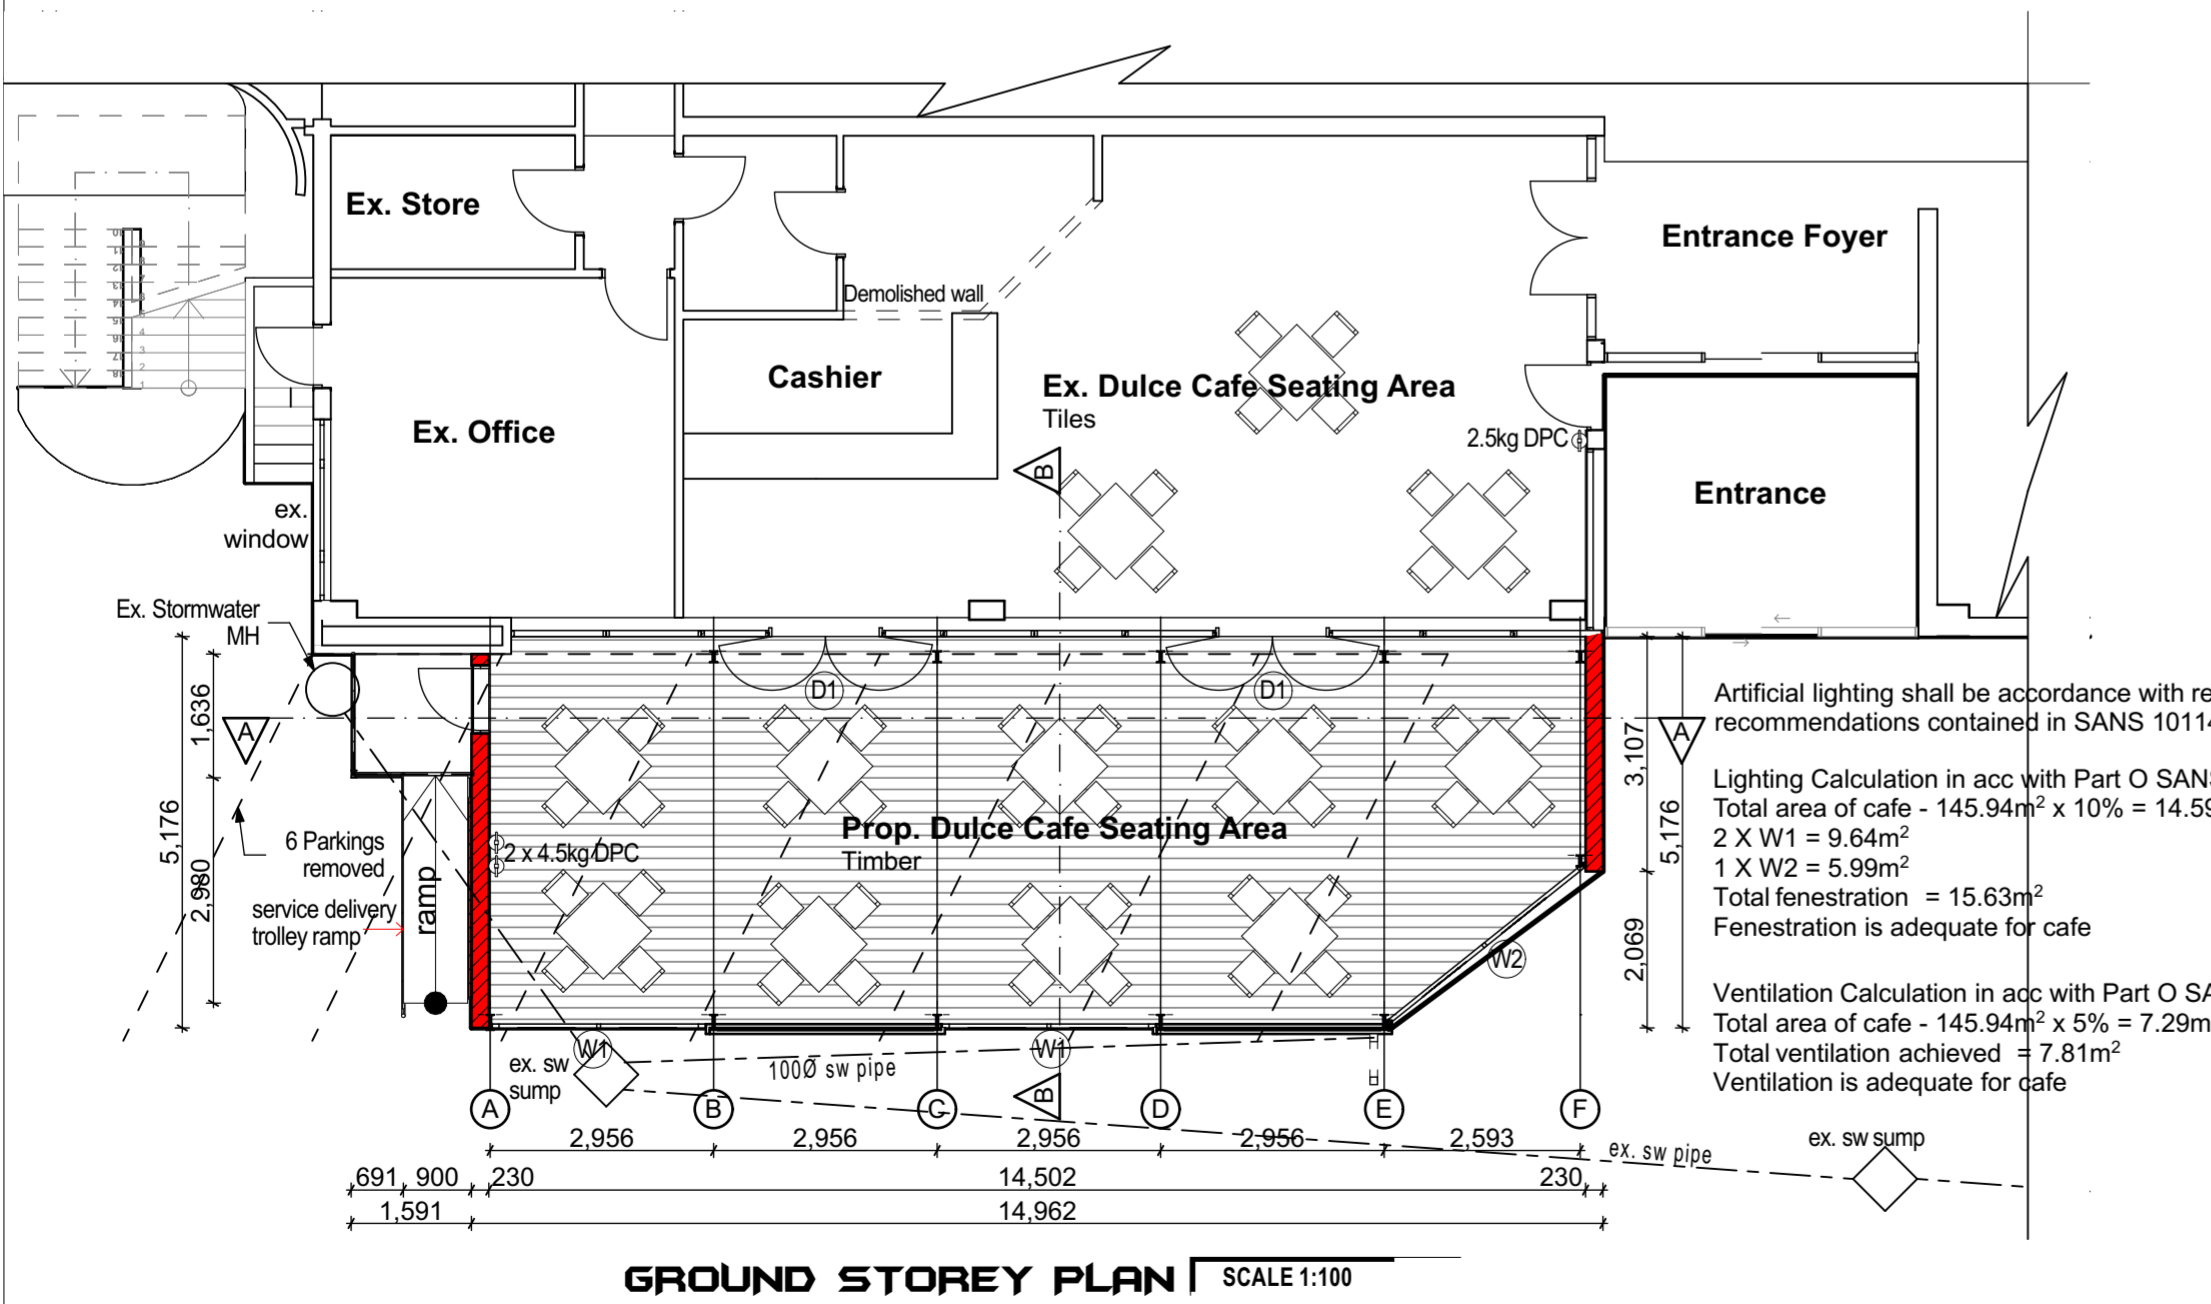 Ex. Store
Entrance Foyer
Demolished wall
Cashier
Ex. Dulce Cafe Seating Area
Tiles
Ex. Office
2.5kg DPC
B
Entrance
ex.
window
Ex. Stormwater
MH
D1
D1
A
A
1,636
5,176
2,980
3,107
5,176
2,069
6 Parkings
removed
service delivery
trolley ramp
ramp
2 x 4.5kg DPC
Prop. Dulce Cafe Seating Area
Timber
W2
Artificial lighting shall be accordance with re
recommendations contained in SANS 10114
Lighting Calculation in acc with Part O SANS
Total area of cafe - 145.94m² x 10% = 14.59
2 X W1 = 9.64m²
1 X W2 = 5.99m²
Total fenestration = 15.63m²
Fenestration is adequate for cafe
Ventilation Calculation in acc with Part O SA
Total area of cafe - 145.94m² x 5% = 7.29m
Total ventilation achieved = 7.81m²
Ventilation is adequate for cafe
W1
W1
ex. sw
sump
100Ø sw pipe
B
A
B
C
D
E
F
2,956
2,956
2,956
2,956
2,593
ex. sw pipe
ex. sw sump
691
900
230
14,502
230
1,591
14,962
GROUND STOREY PLAN
SCALE 1:100